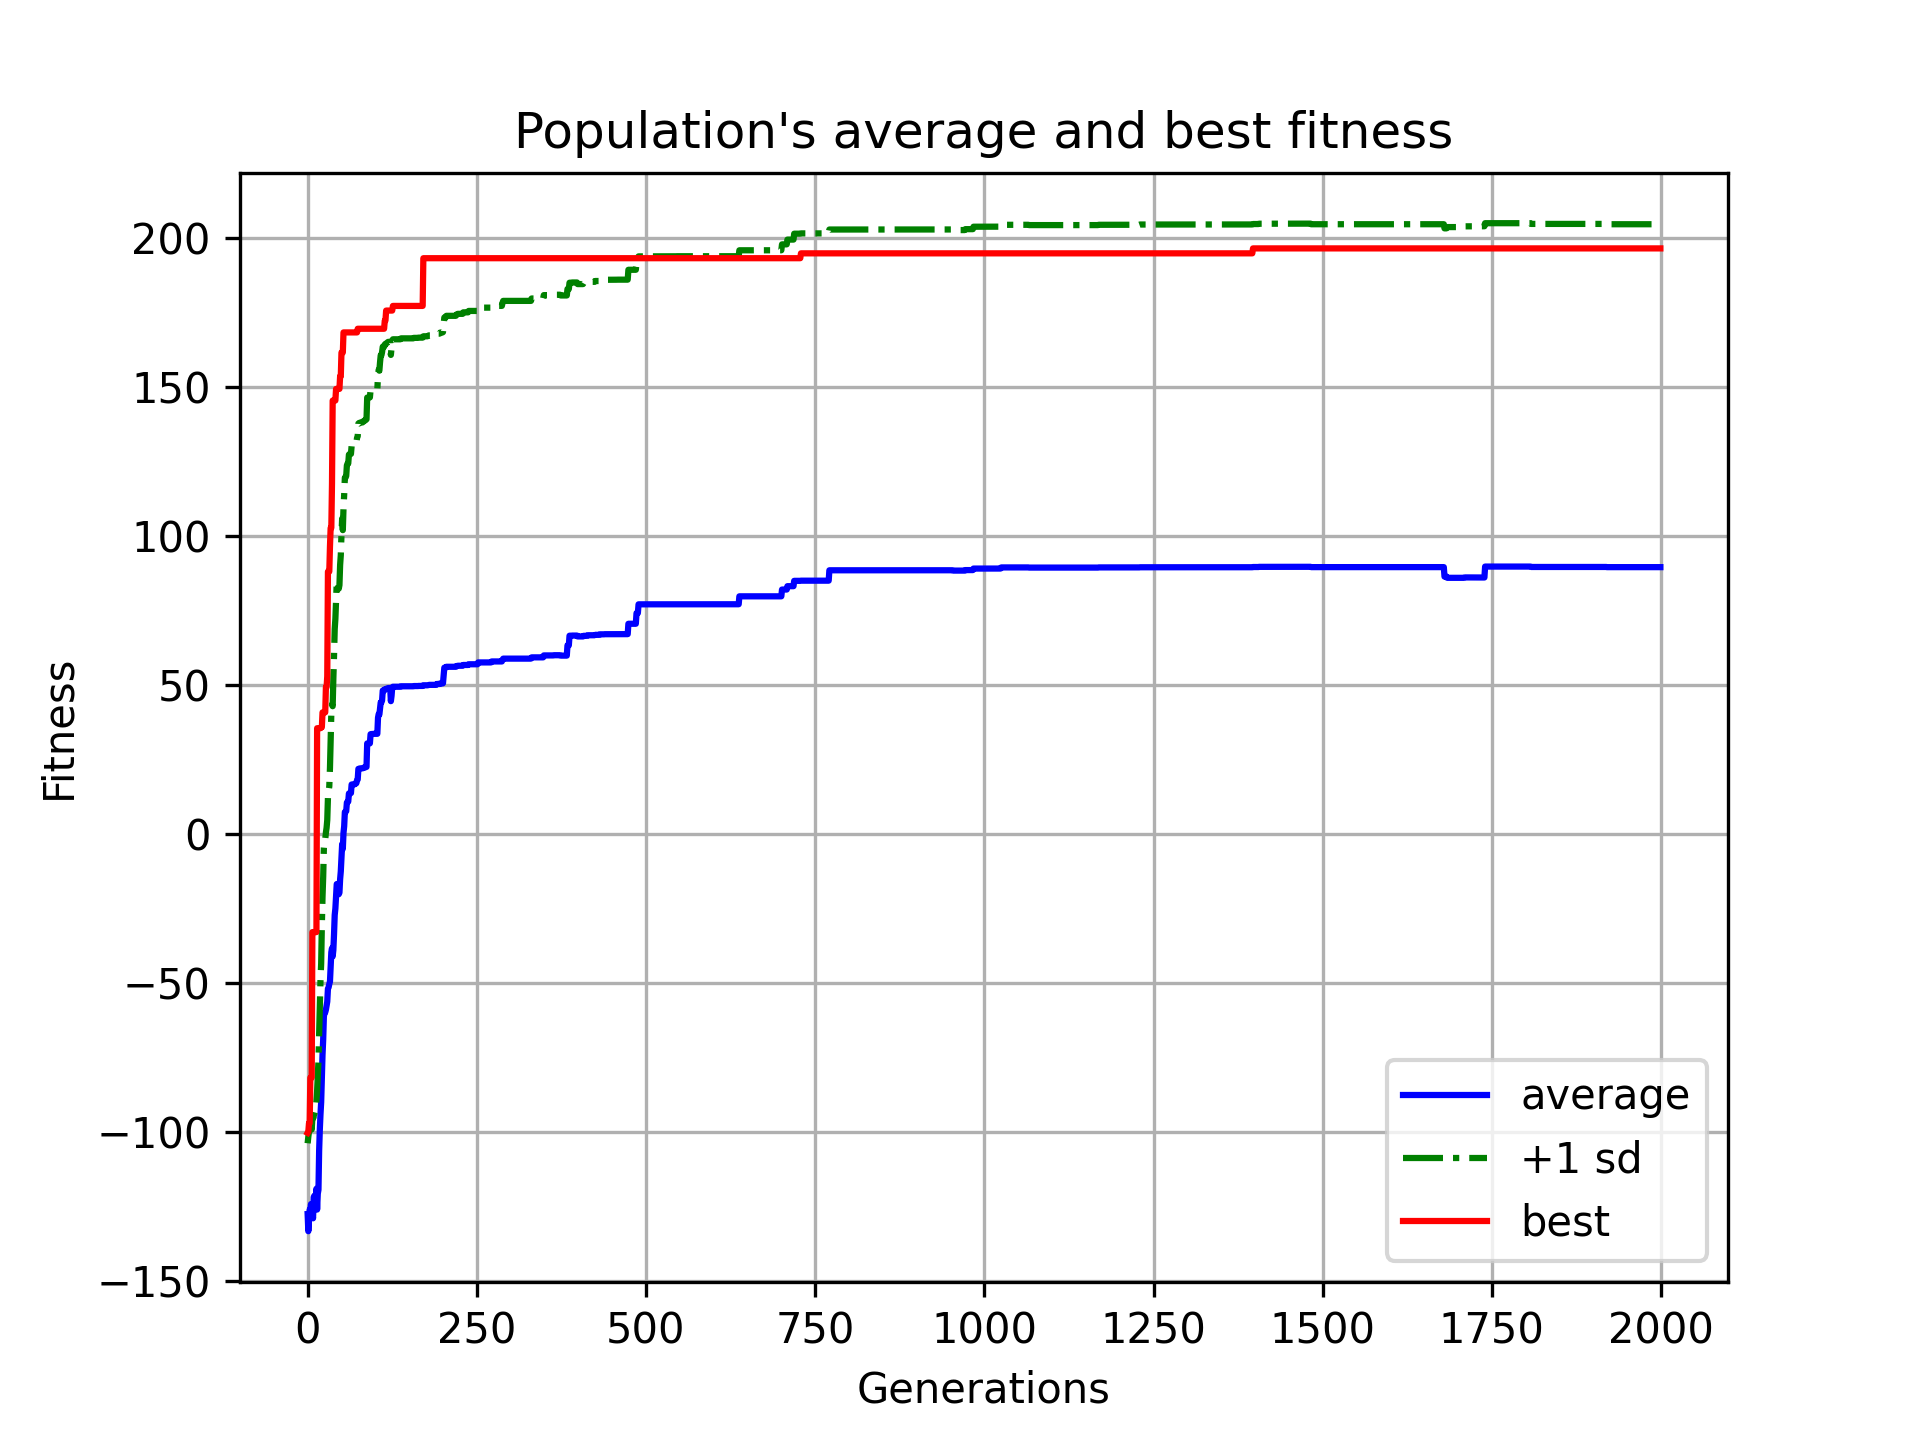 Population's average and best fitness
200
150
100
50
0
−50
−100
−150
Fitness
0 250 500 750 1000 1250 1500 1750 2000
Generations
average
+1 sd
best